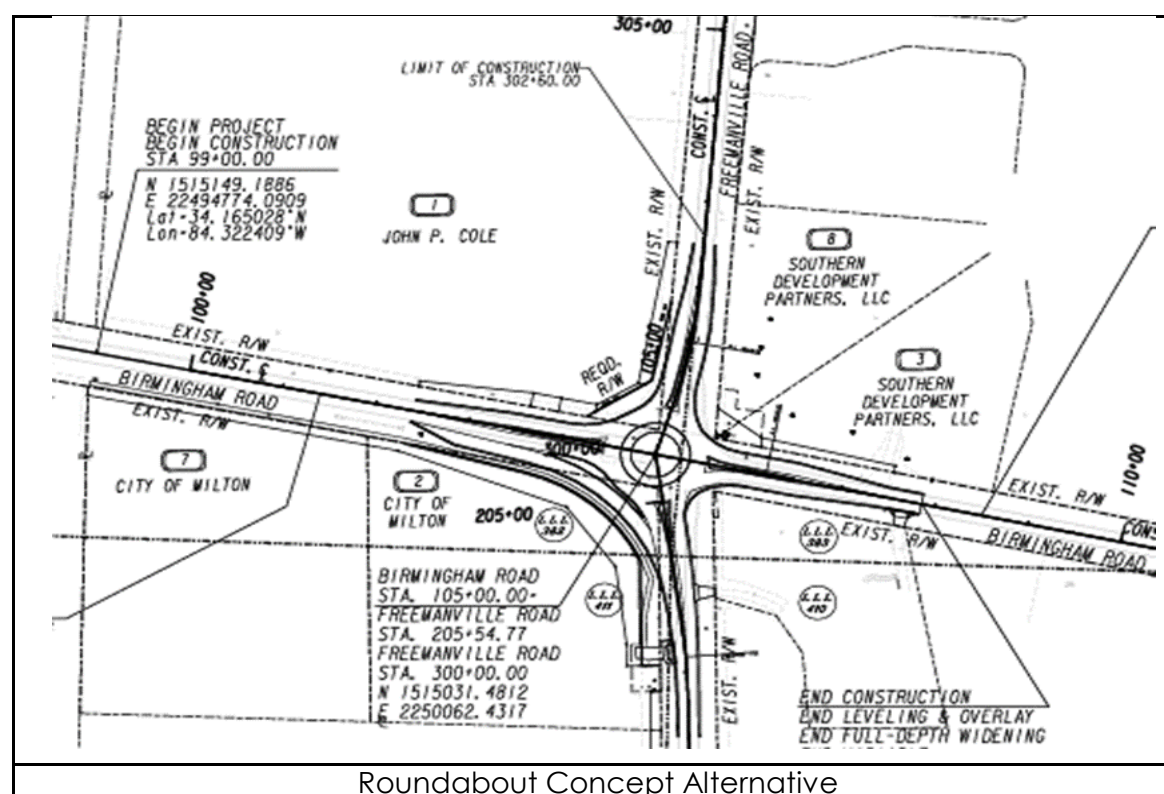 305+00
LIMIT OF CONSTRUCTION
STA 302+60.00
FREEMANVILLE ROAD
CONST. ℄
EXIST. R/W
EXIST. R/W
BEGIN PROJECT
BEGIN CONSTRUCTION
STA 99+00.00
N 1515149.1886
E 22494774.0909
Lat-34.165028°N
Lon-84.322409°W
1
JOHN P. COLE
8
SOUTHERN
DEVELOPMENT
PARTNERS, LLC
100+00
EXIST. R/W
CONST. ℄
BIRMINGHAM ROAD
EXIST. R/W
REQD.
R/W
105+00
3
SOUTHERN
DEVELOPMENT
PARTNERS, LLC
300+00
7
CITY OF MILTON
2
CITY OF
MILTON
205+00
L.L.L.
L.L.L.
385
EXIST. R/W
EXIST. R/W
110+00
CONS
BIRMINGHAM ROAD
BIRMINGHAM ROAD
STA. 105+00.00=
FREEMANVILLE ROAD
STA. 205+54.77
FREEMANVILLE ROAD
STA. 300+00.00
N 1515031.4812
E 2250062.4317
L.L.L.
411
L.L.L.
410
EXIST. R/W
END CONSTRUCTION
END LEVELING & OVERLAY
END FULL-DEPTH WIDENING
Roundabout Concept Alternative